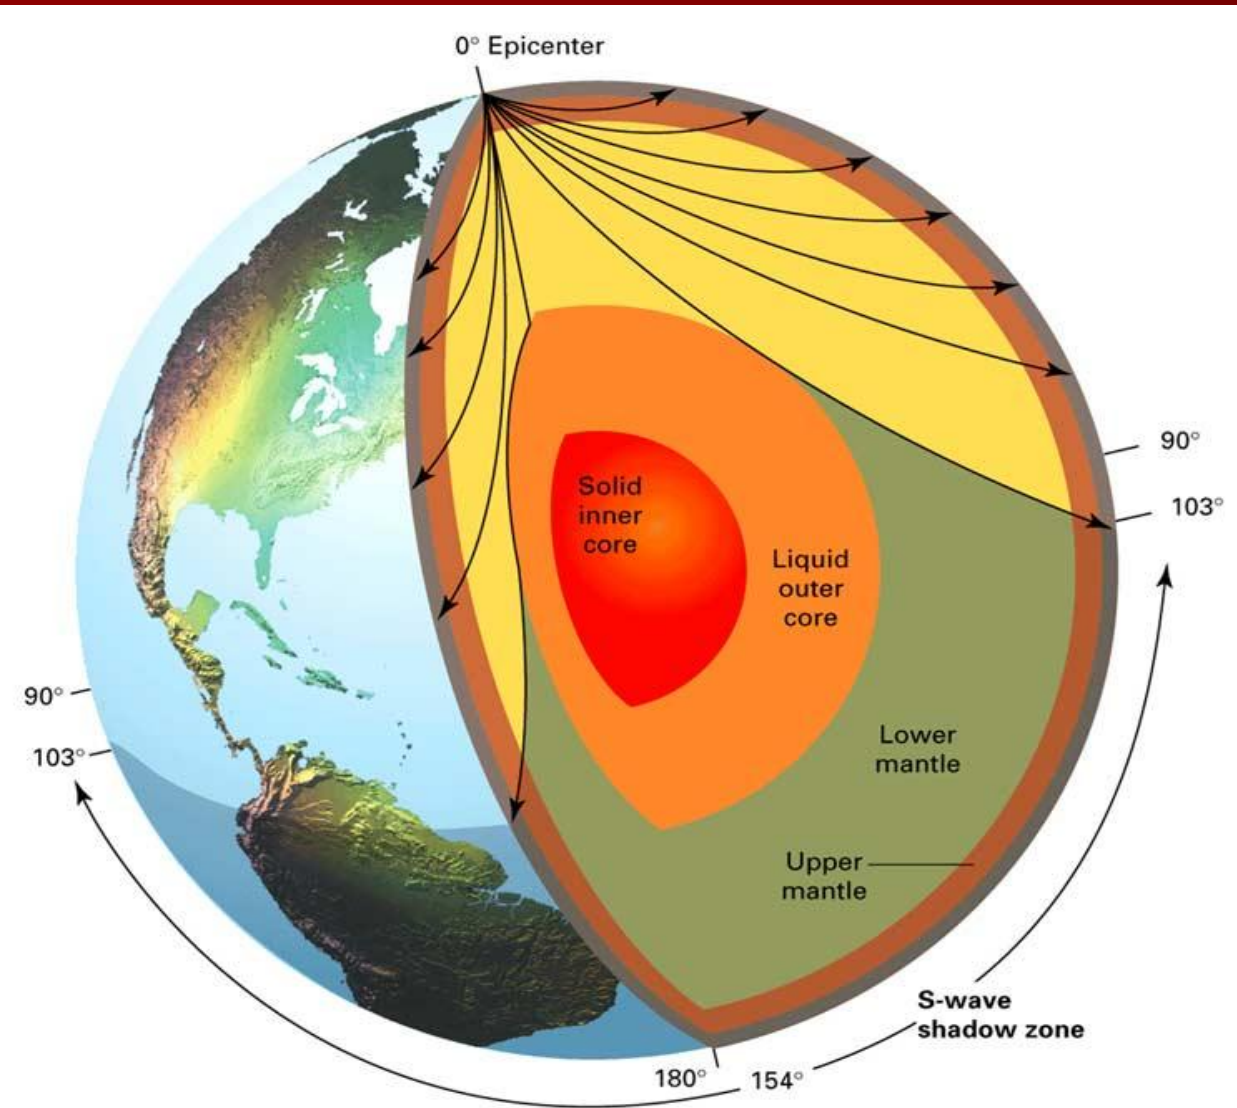 0° Epicenter
90°
103°
Solid
inner
core
Liquid
outer
core
90°
103°
Lower
mantle
Upper
mantle
S-wave
shadow zone
180°
154°